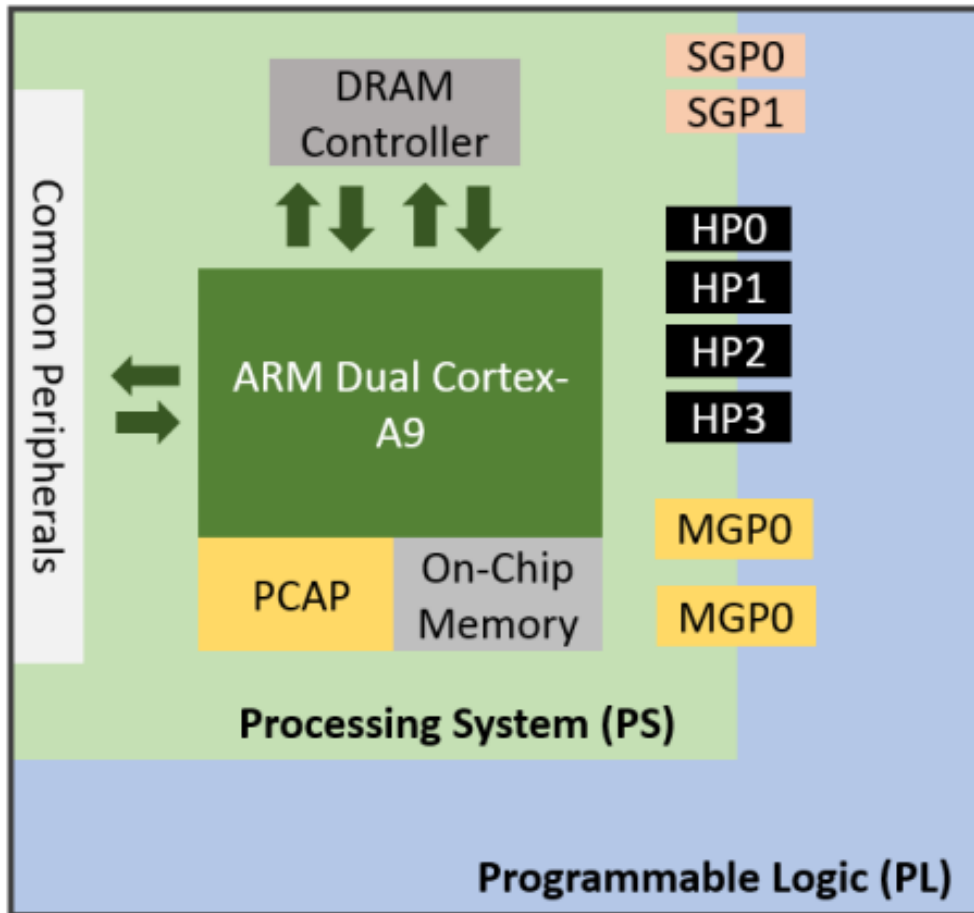 DRAM
Controller
SGP0
SGP1
Common Peripherals
HP0
HP1
HP2
HP3
ARM Dual Cortex-
A9
MGP0
MGP0
PCAP
On-Chip
Memory
Processing System (PS)
Programmable Logic (PL)